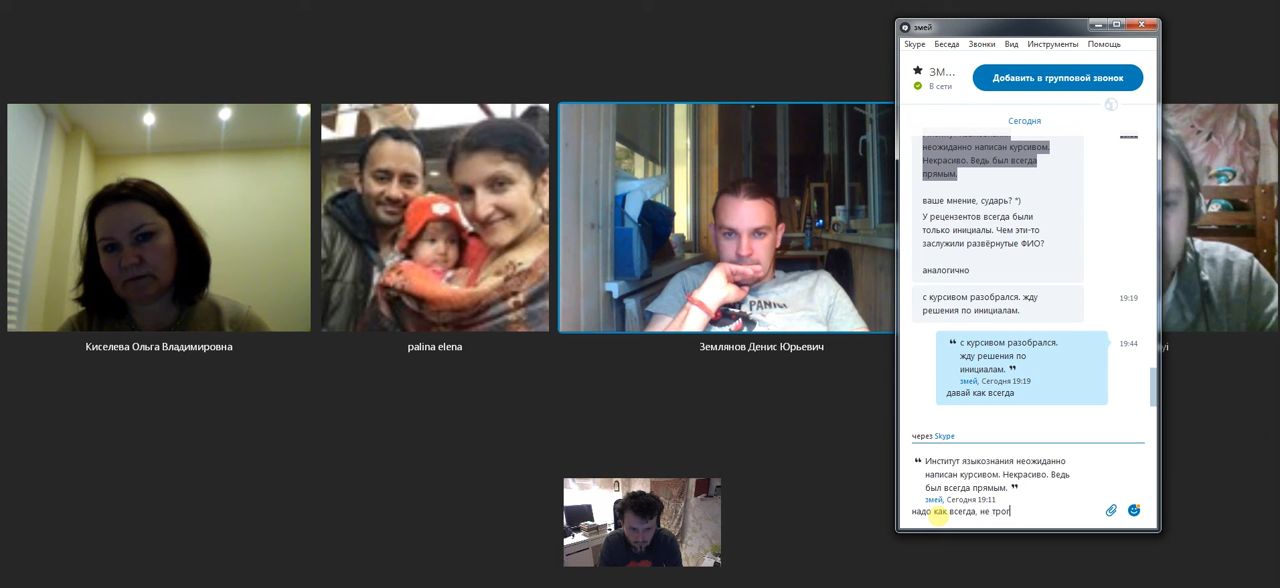 змей
Skype Беседа Звонки Вид Инструменты Помощь
ЗМ...
В сети
Добавить в групповой звонок
Сегодня
неожиданно написан курсивом.
Некрасиво. Ведь был всегда
прямым.
ваше мнение, сударь? ")
У рецензентов всегда были
только инициалы. Чем эти-то
заслужили развёрнутые ФИО?
аналогично
с курсивом разобрался. жду
решения по инициалам.
19:19
❝ с курсивом разобрался.
жду решения по
инициалам. ❞
змей, Сегодня 19:19
давай как всегда
19:44
через Skype
❝ Институт языкознания неожиданно
написан курсивом. Некрасиво. Ведь
был всегда прямым. ❞
змей, Сегодня 19:11
надо как всегда, не трог
Киселева Ольга Владимировна
palina elena
Землянов Денис Юрьевич
yi
PANIC